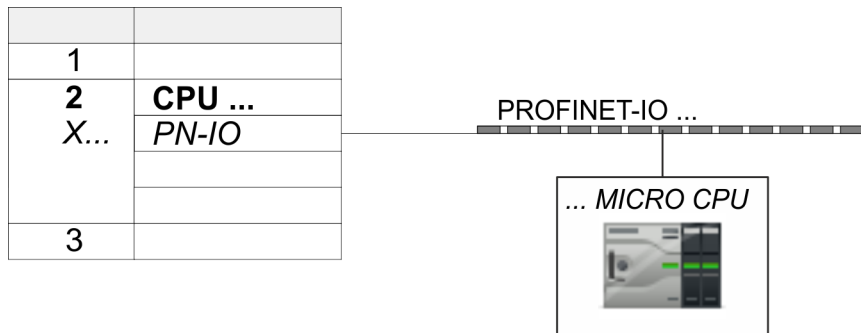 1
2 CPU ...
X... PN-IO
3
PROFINET-IO ...
... MICRO CPU